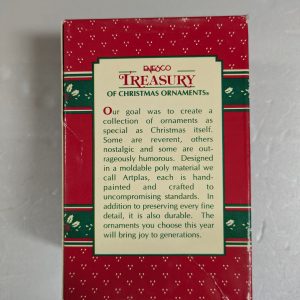 ENESCO
TREASURY
OF CHRISTMAS ORNAMENTS®
Our goal was to create a
collection of ornaments as
special as Christmas itself.
Some are reverent, others
nostalgic and some are out-
rageously humorous. Designed
in a moldable poly material we
call Artplas, each is hand-
painted and crafted to
uncompromising standards. In
addition to preserving every fine
detail, it is also durable. The
ornaments you choose this year
will bring joy to generations.